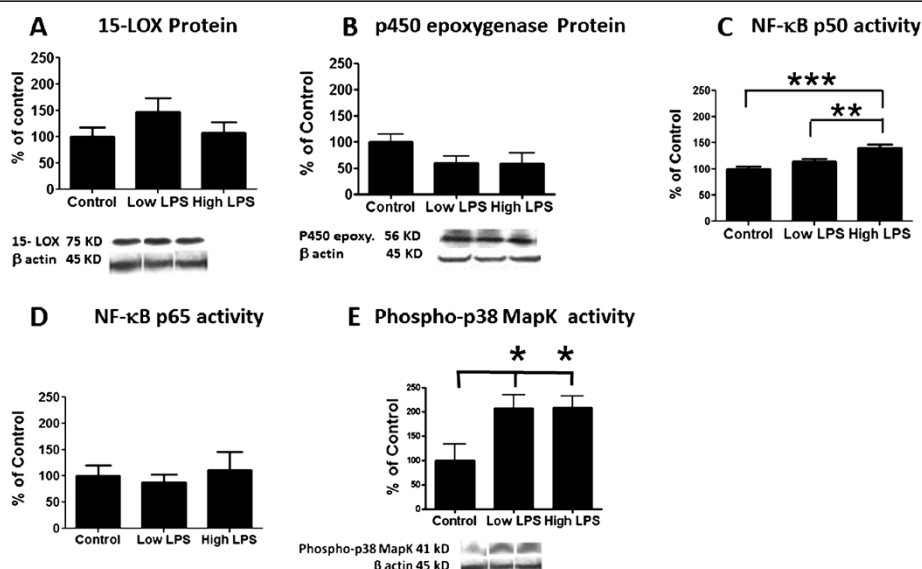 A 15-LOX Protein
% of control
250
200
150
100
50
0
Control Low LPS High LPS
15- LOX 75 KD
β actin 45 KD
B p450 epoxygenase Protein
% of Control
250
200
150
100
50
0
Control Low LPS High LPS
P450 epoxy. 56 KD
β actin 45 KD
C NF-κB p50 activity
% of Control
250
200
150
100
50
0
***
**
Control Low LPS High LPS
D NF-κB p65 activity
% of Control
250
200
150
100
50
0
Control Low LPS High LPS
E Phospho-p38 MapK activity
% of Control
250
200
150
100
50
0
* *
Control Low LPS High LPS
Phospho-p38 MapK 41 kD
β actin 45 kD